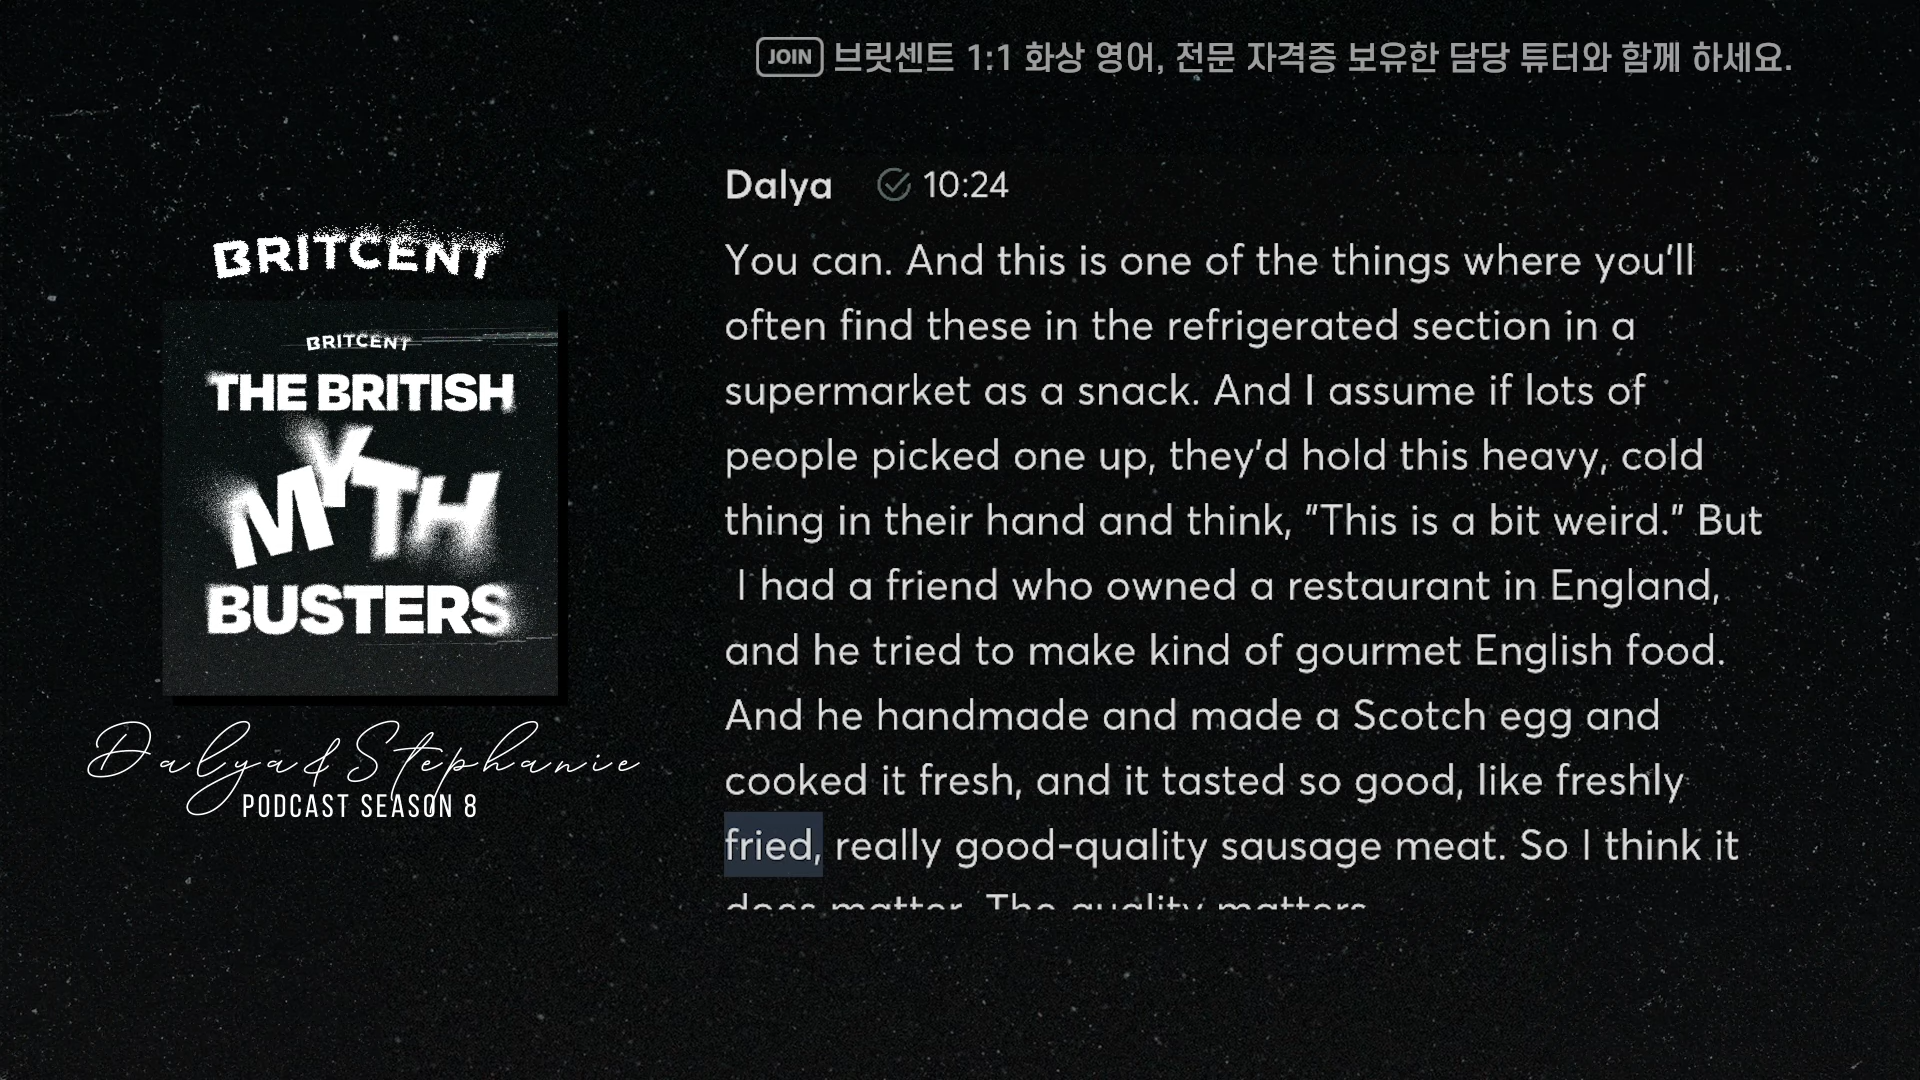 JOIN 브릿센트 1:1 화상 영어, 전문 자격증 보유한 담당 튜터와 함께 하세요.
BRITCENT
BRITCENT
THE BRITISH
MYTH
BUSTERS
Dalya & Stephanie
PODCAST SEASON 8
Dalya 10:24
You can. And this is one of the things where you'll
often find these in the refrigerated section in a
supermarket as a snack. And I assume if lots of
people picked one up, they'd hold this heavy, cold
thing in their hand and think, "This is a bit weird." But
I had a friend who owned a restaurant in England,
and he tried to make kind of gourmet English food.
And he handmade and made a Scotch egg and
cooked it fresh, and it tasted so good, like freshly
fried, really good-quality sausage meat. So I think it
does matter. The quality matters.